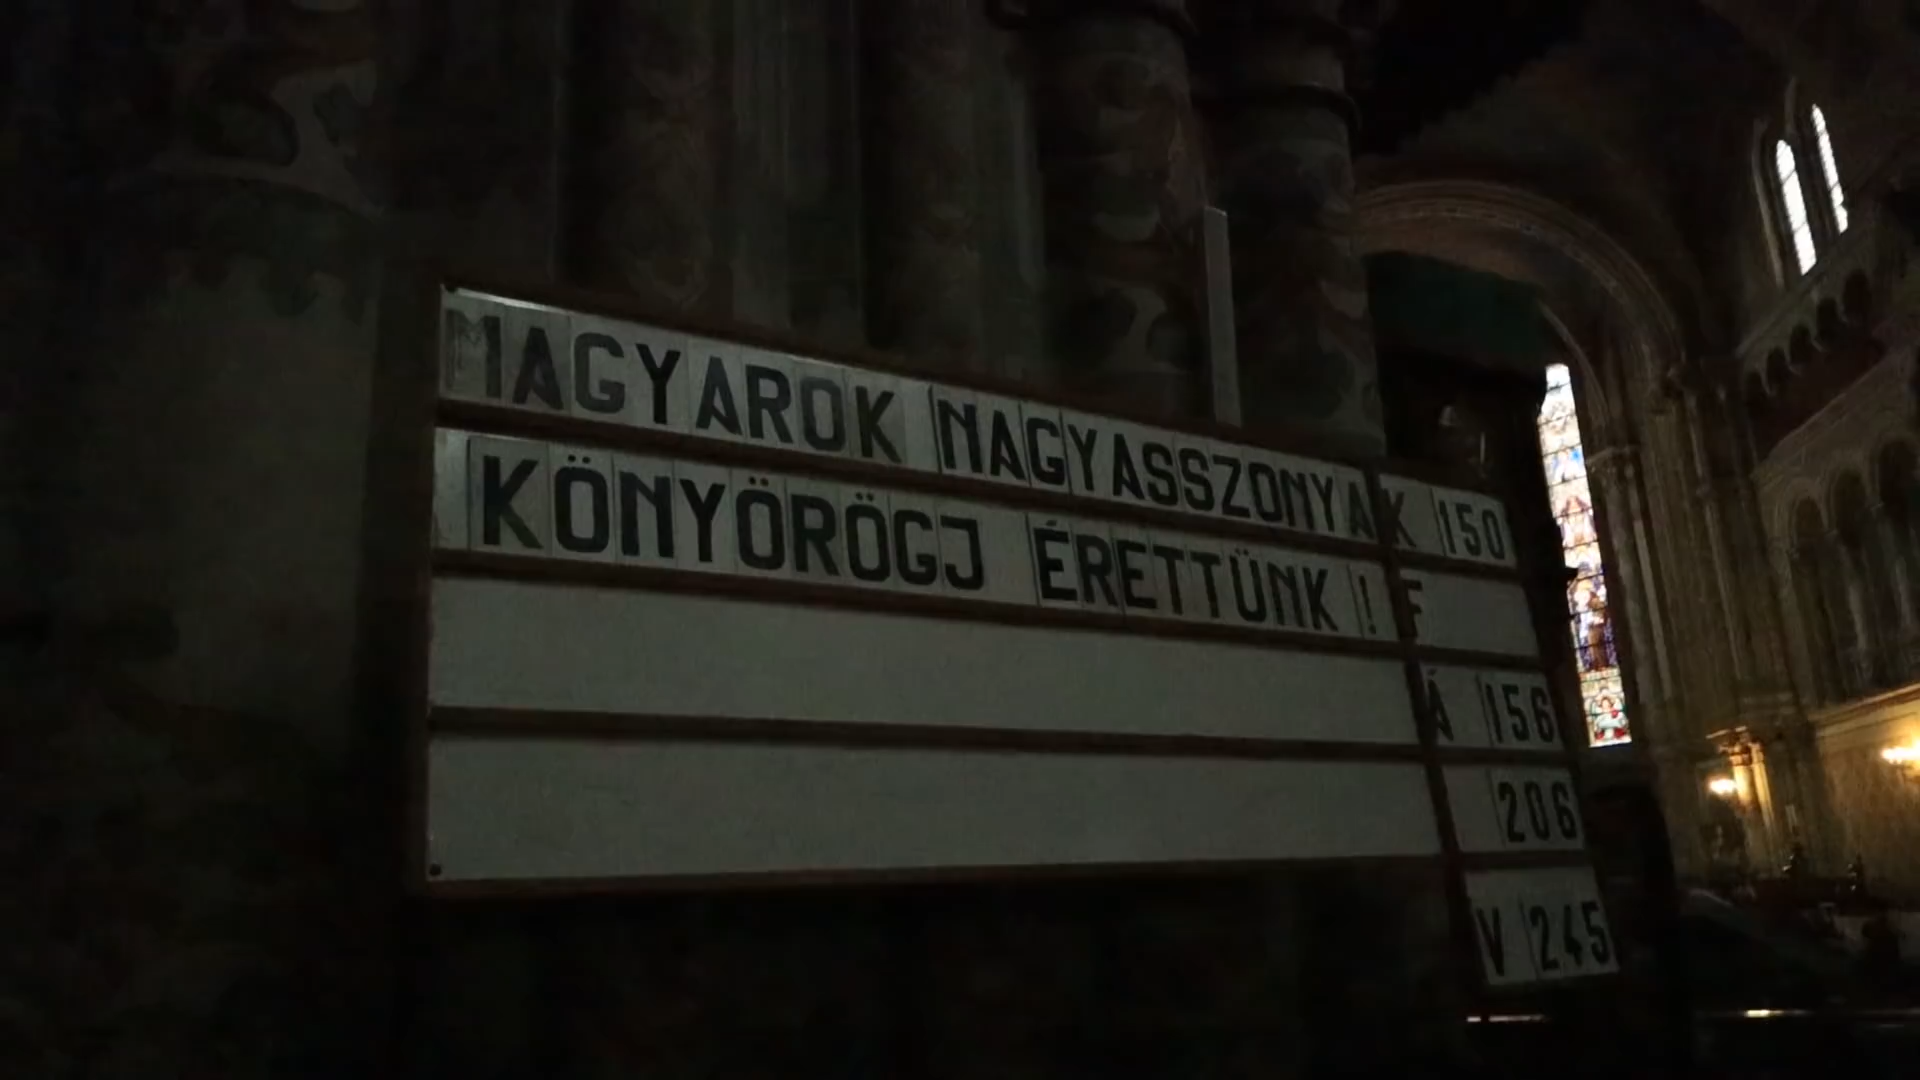 MAGYAROK NAGYASSZONYA
KÖNYÖRÖGJ ÉRETTÜNK!
K 150
F
Á 156
206
V 245